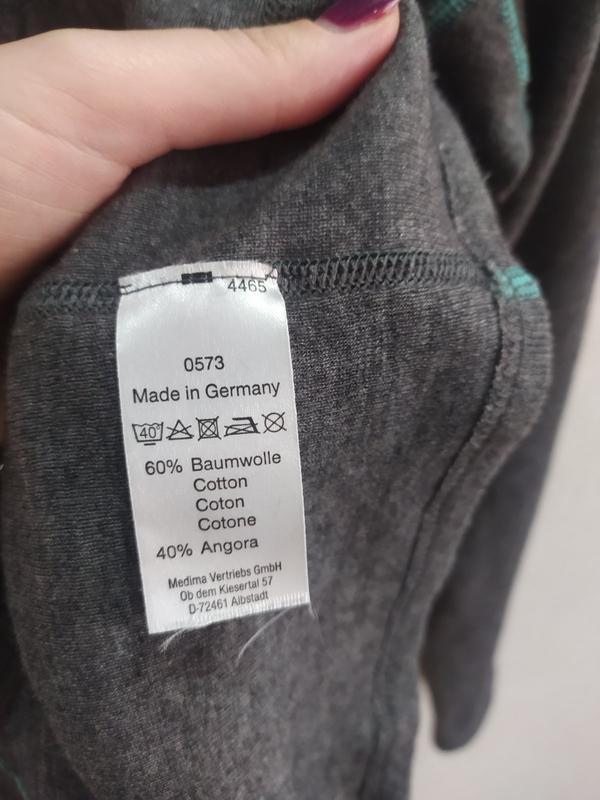 4465
0573
Made in Germany
40°
60% Baumwolle
Cotton
Coton
Cotone
40% Angora
Medima Vertriebs GmbH
Ob dem Kiesertal 57
D-72461 Albstadt